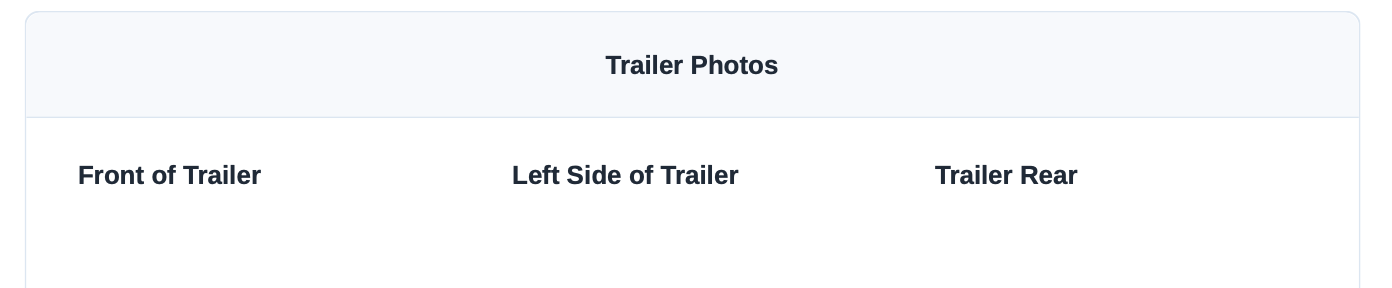 Trailer Photos
Front of Trailer
Left Side of Trailer
Trailer Rear